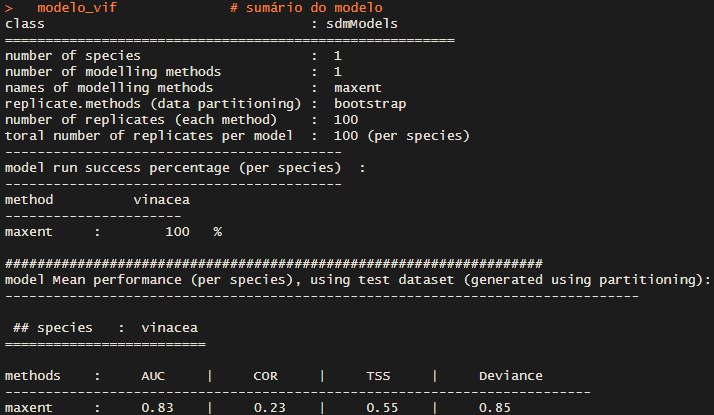 >   modelo_vif               # sumário do modelo
class                                  : sdmModels
=========================================================
number of species                      :  1
number of modelling methods            :  1
names of modelling methods             :  maxent
replicate.methods (data partitioning) :  bootstrap
number of replicates (each method)    :  100
toral number of replicates per model  :  100 (per species)
-------------------------------------------
model run success percentage (per species)  :
-------------------------------------------
method          vinacea
----------------------
maxent     :        100   %

####################################################################
model Mean performance (per species), using test dataset (generated using partitioning):
--------------------------------------------------------------------------------

 ## species   :  vinacea
=========================

methods    :     AUC     |     COR     |     TSS     |     Deviance
--------------------------------------------------------------------------
maxent     :     0.83    |     0.23    |     0.55    |     0.85